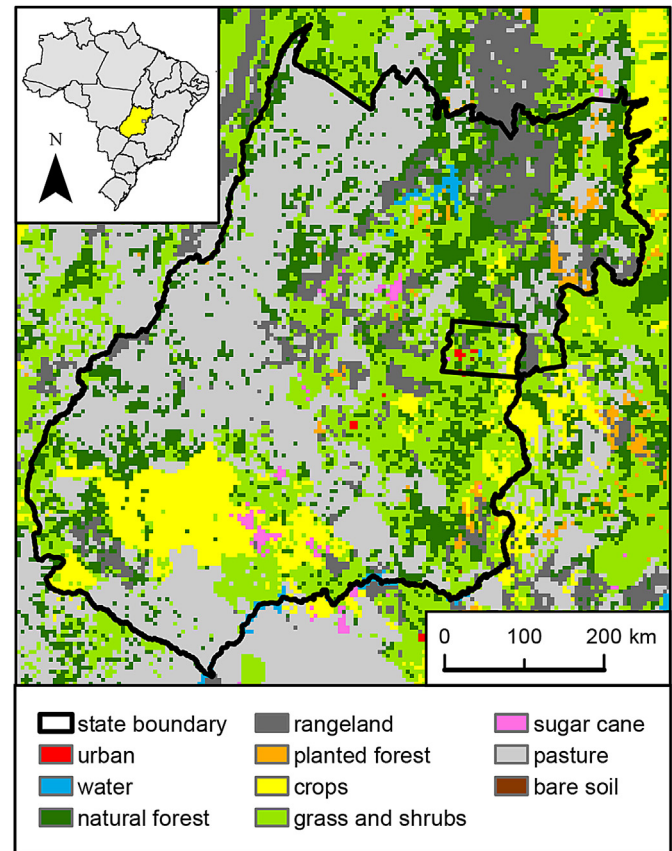 N
0 100 200 km
state boundary rangeland sugar cane
urban planted forest pasture
water crops bare soil
natural forest grass and shrubs